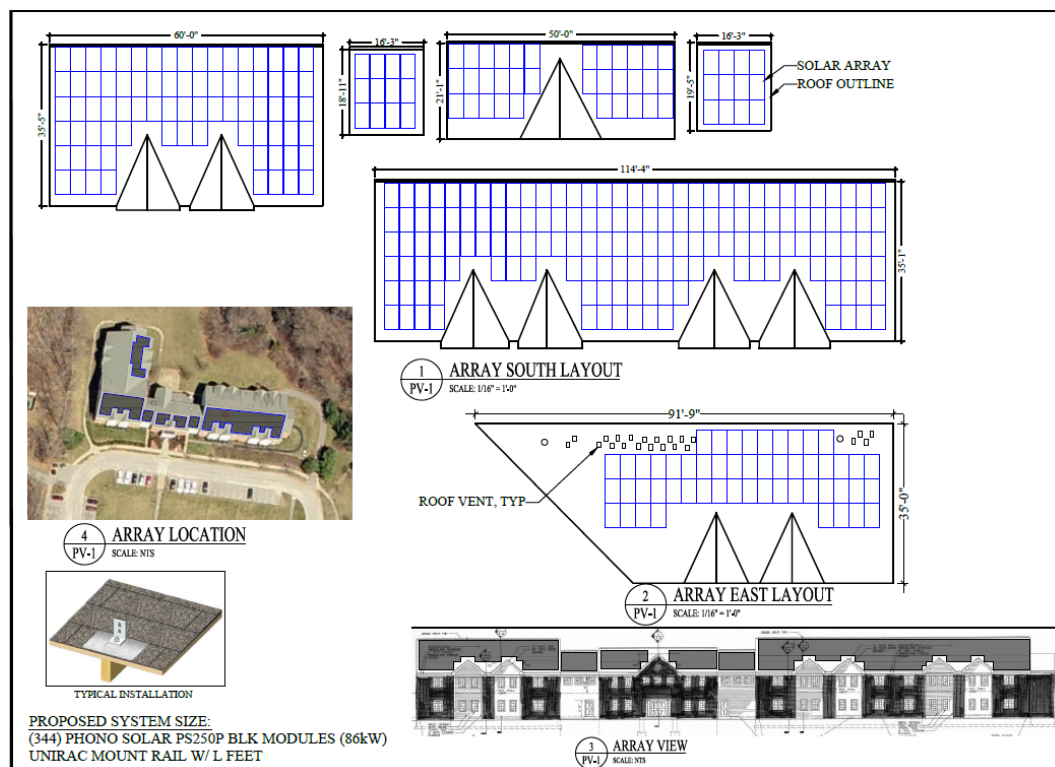 60'-0"
35'-5"
16'-3"
18'-11"
50'-0"
21'-1"
16'-3"
19'-5"
SOLAR ARRAY
ROOF OUTLINE
114'-4"
35'-1"
1
PV-1
ARRAY SOUTH LAYOUT
SCALE: 1/16" = 1'-0"
91'-9"
ROOF VENT, TYP
35'-0"
4
PV-1
ARRAY LOCATION
SCALE: NTS
2
PV-1
ARRAY EAST LAYOUT
SCALE: 1/16" = 1'-0"
TYPICAL INSTALLATION
PROPOSED SYSTEM SIZE:
(344) PHONO SOLAR PS250P BLK MODULES (86kW)
UNIRAC MOUNT RAIL W/ L FEET
3
PV-1
ARRAY VIEW
SCALE: NTS